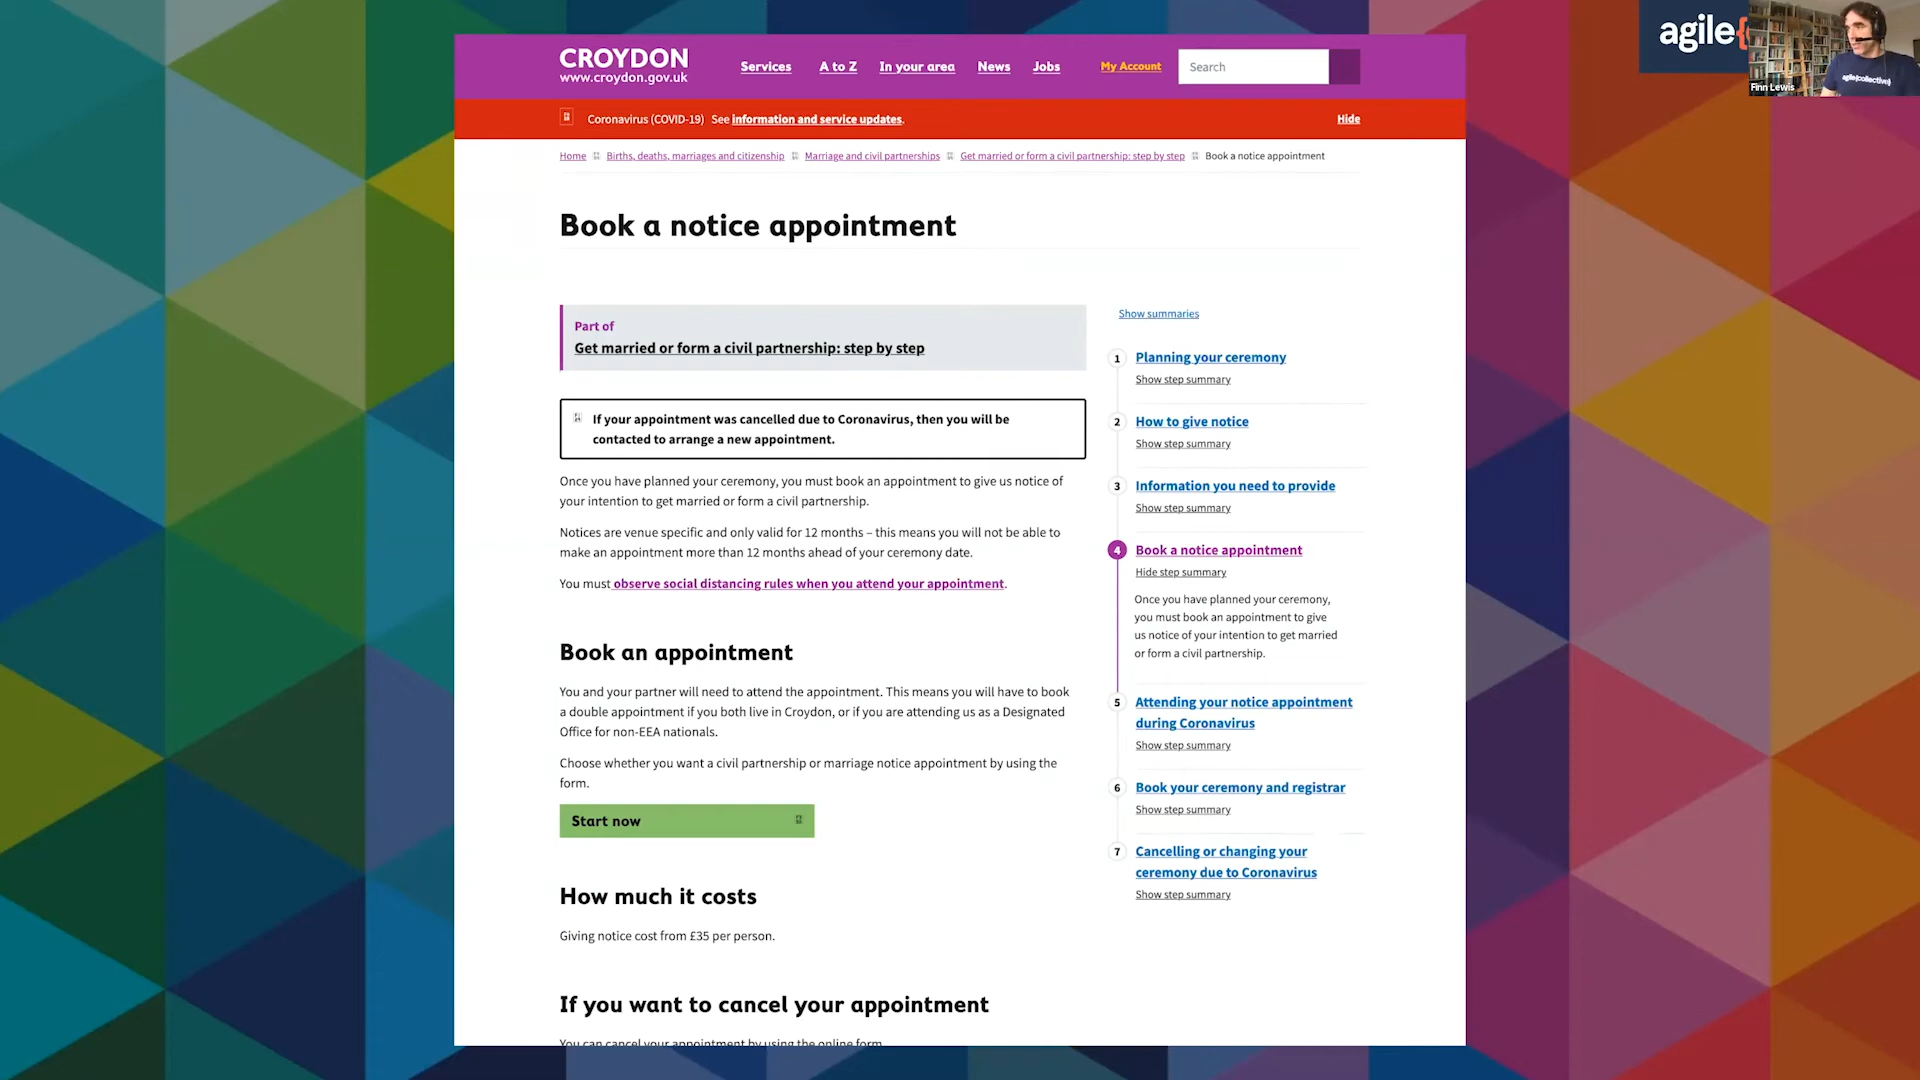 CROYDON
www.croydon.gov.uk
Services A to Z In your area News Jobs My Account Search
agile{
agile{collective}
Finn Lewis
Coronavirus (COVID-19) See information and service updates. Hide
Home Births, deaths, marriages and citizenship Marriage and civil partnerships Get married or form a civil partnership: step by step Book a notice appointment
Book a notice appointment
Part of
Get married or form a civil partnership: step by step
If your appointment was cancelled due to Coronavirus, then you will be
contacted to arrange a new appointment.
Once you have planned your ceremony, you must book an appointment to give us notice of
your intention to get married or form a civil partnership.
Notices are venue specific and only valid for 12 months – this means you will not be able to
make an appointment more than 12 months ahead of your ceremony date.
You must observe social distancing rules when you attend your appointment.
Book an appointment
You and your partner will need to attend the appointment. This means you will have to book
a double appointment if you both live in Croydon, or if you are attending us as a Designated
Office for non-EEA nationals.
Choose whether you want a civil partnership or marriage notice appointment by using the
form.
Start now
How much it costs
Giving notice cost from £35 per person.
If you want to cancel your appointment
You can cancel your appointment by using the online form
Show summaries
1 Planning your ceremony
Show step summary
2 How to give notice
Show step summary
3 Information you need to provide
Show step summary
4 Book a notice appointment
Hide step summary
Once you have planned your ceremony,
you must book an appointment to give
us notice of your intention to get married
or form a civil partnership.
5 Attending your notice appointment
during Coronavirus
Show step summary
6 Book your ceremony and registrar
Show step summary
7 Cancelling or changing your
ceremony due to Coronavirus
Show step summary